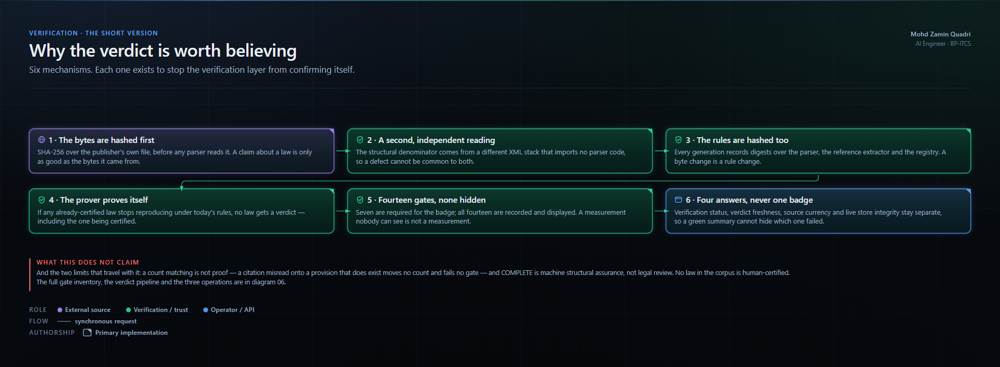 VERIFICATION · THE SHORT VERSION
Why the verdict is worth believing
Six mechanisms. Each one exists to stop the verification layer from confirming itself.
Mohd Zamin Quadri
AI Engineer · BP-ITCS
1 · The bytes are hashed first
SHA-256 over the publisher's own file, before any parser reads it. A claim about a law is only
as good as the bytes it came from.
2 · A second, independent reading
The structural denominator comes from a different XML stack that imports no parser code,
so a defect cannot be common to both.
3 · The rules are hashed too
Every generation records digests over the parser, the reference extractor and the registry. A
byte change is a rule change.
4 · The prover proves itself
If any already-certified law stops reproducing under today's rules, no law gets a verdict —
including the one being certified.
5 · Fourteen gates, none hidden
Seven are required for the badge; all fourteen are recorded and displayed. A measurement
nobody can see is not a measurement.
6 · Four answers, never one badge
Verification status, verdict freshness, source currency and live store integrity stay separate,
so a green summary cannot hide which one failed.
WHAT THIS DOES NOT CLAIM
And the two limits that travel with it: a count matching is not proof — a citation misread onto a provision that does exist moves no count and fails no gate — and COMPLETE is machine structural assurance, not legal review. No law in the corpus is human-certified.
The full gate inventory, the verdict pipeline and the three operations are in diagram 06.
ROLE External source Verification / trust Operator / API
FLOW synchronous request
AUTHORSHIP Primary implementation